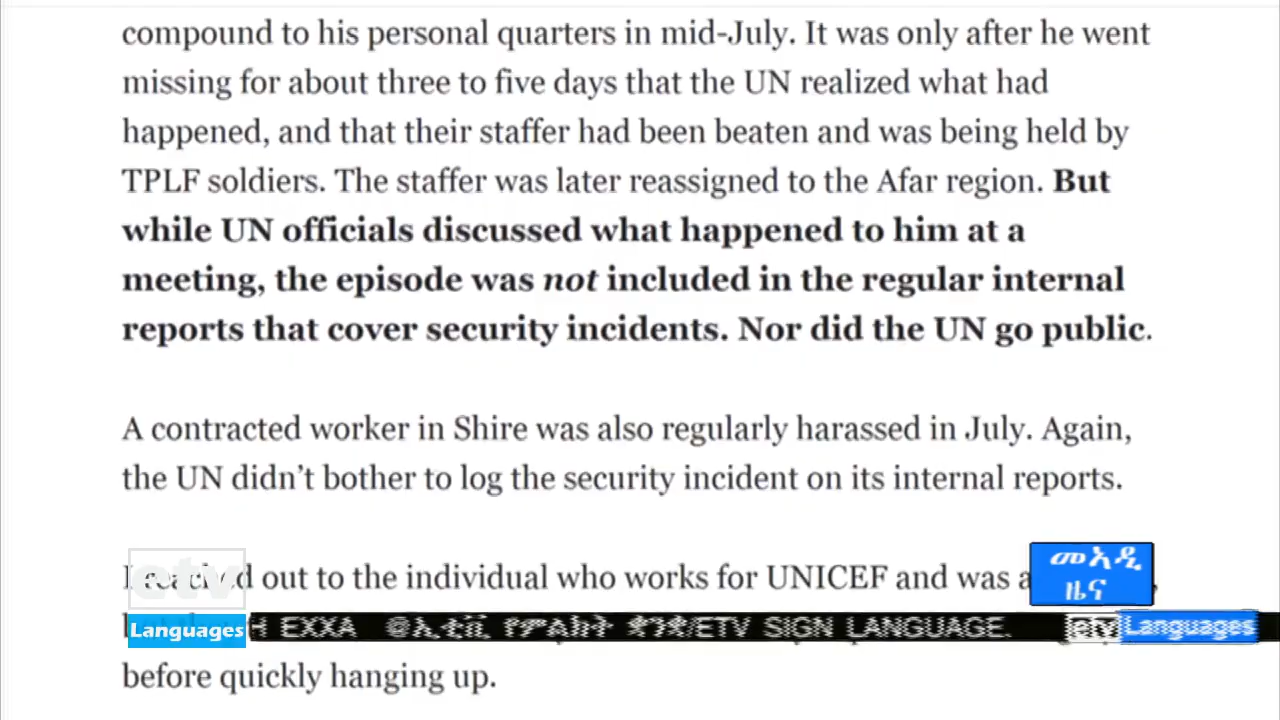 compound to his personal quarters in mid-July. It was only after he went
missing for about three to five days that the UN realized what had
happened, and that their staffer had been beaten and was being held by
TPLF soldiers. The staffer was later reassigned to the Afar region. But
while UN officials discussed what happened to him at a
meeting, the episode was not included in the regular internal
reports that cover security incidents. Nor did the UN go public.
A contracted worker in Shire was also regularly harassed in July. Again,
the UN didn't bother to log the security incident on its internal reports.
I reached out to the individual who works for UNICEF and was
etv
መአዲ
ዜና
Languages
EXXA @ኢቲቪ የምልክት ቋንቋ/ETV SIGN LANGUAGE.
etv Languages
before quickly hanging up.